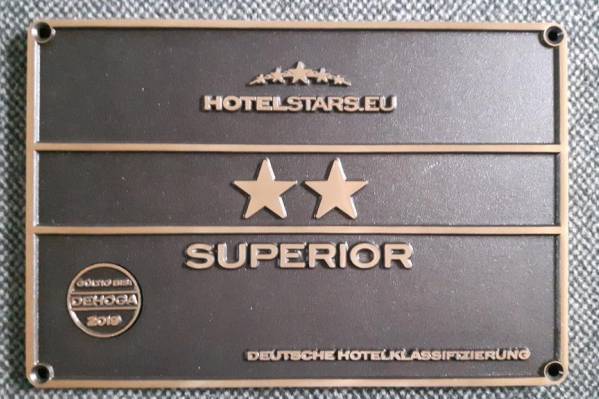 HOTELSTARS.EU
SUPERIOR
GÜLTIG BIS
DEHOGA
2019
DEUTSCHE HOTELKLASSIFIZIERUNG